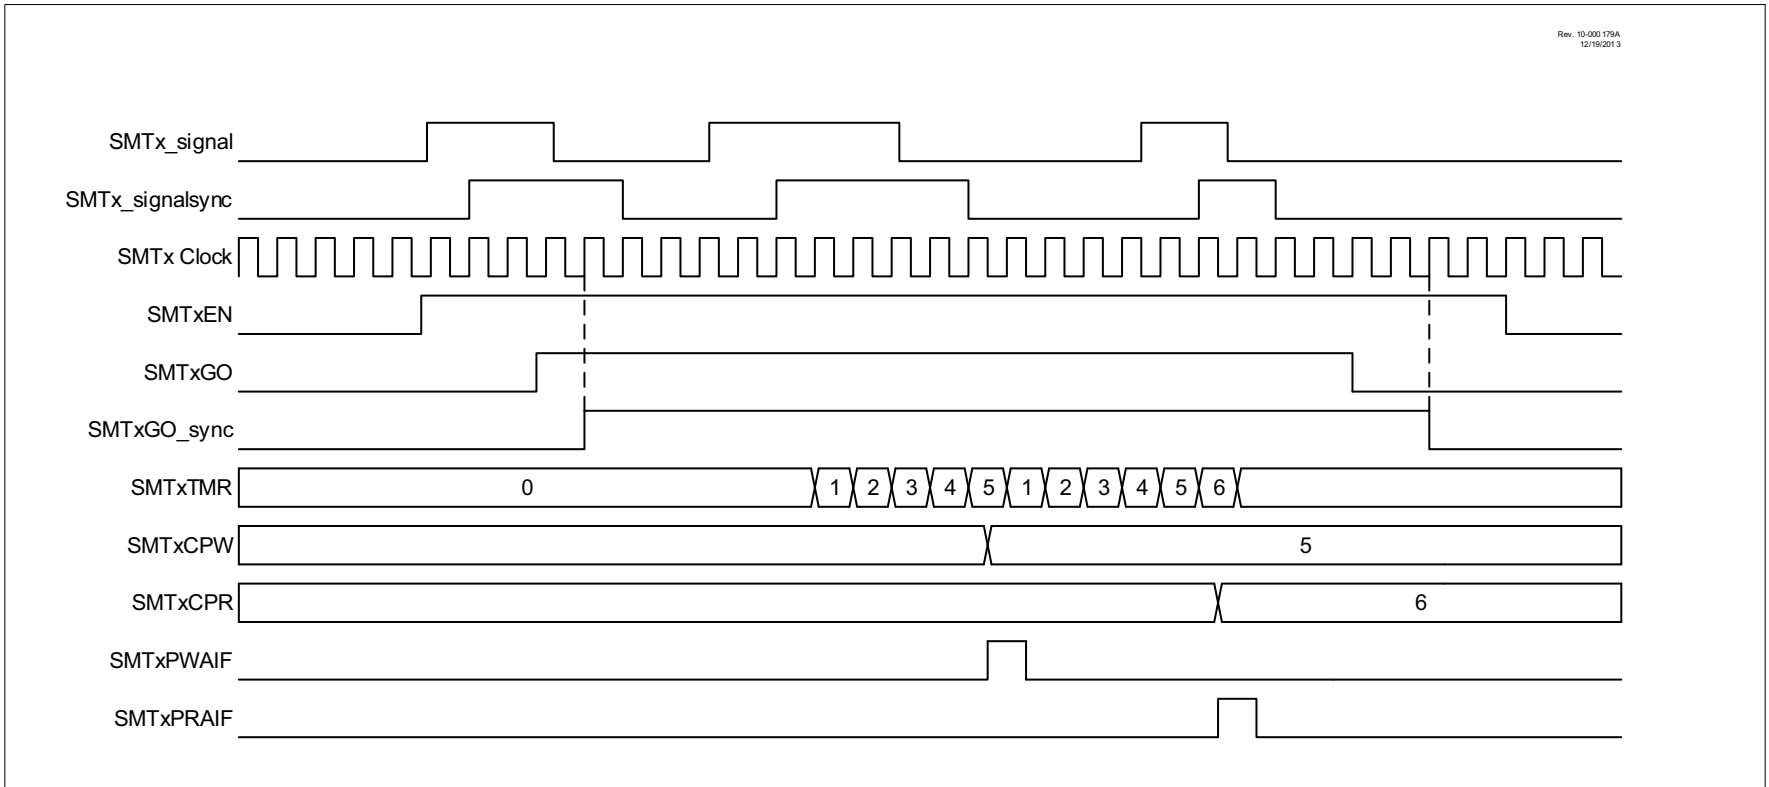 Rev. 10-000 179A
12/19/201 3
SMTx_signal
SMTx_signalsync
SMTx Clock
SMTxEN
SMTxGO
SMTxGO_sync
SMTxTMR 0 1 2 3 4 5 1 2 3 4 5 6
SMTxCPW 5
SMTxCPR 6
SMTxPWAIF
SMTxPRAIF